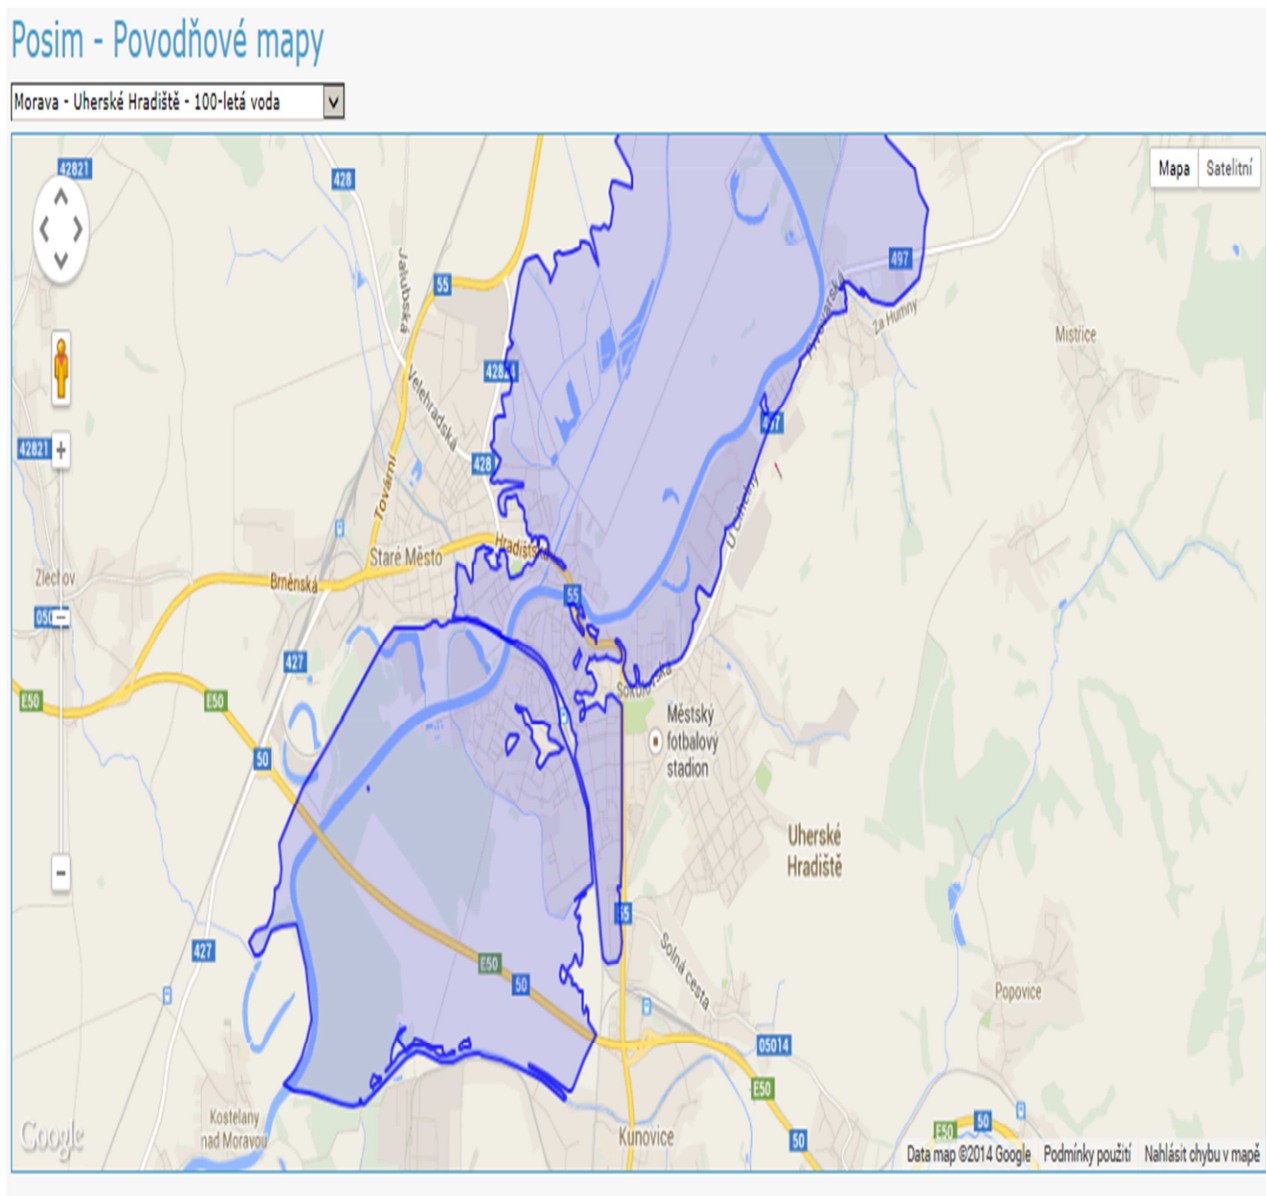 Posim - Povodňové mapy
Morava - Uherské Hradiště - 100-letá voda
42821
428
Mapa
Satelitní
Jalubská
55
497
Za Humny
Mistřice
Velehradská
497
42821
428
Tovární
U Cihelny
Staré Město
Hradišťská
Zlechov
Brněnská
55
427
E50
E50
Sokolovská
50
Městský
fotbalový
stadion
Uherské
Hradiště
55
427
E50
50
Solná cesta
Popovice
05014
E50
50
E50
50
Kostelany
nad Moravou
Kunovice
Google
Data map ©2014 Google
Podmínky použití
Nahlásit chybu v mapě